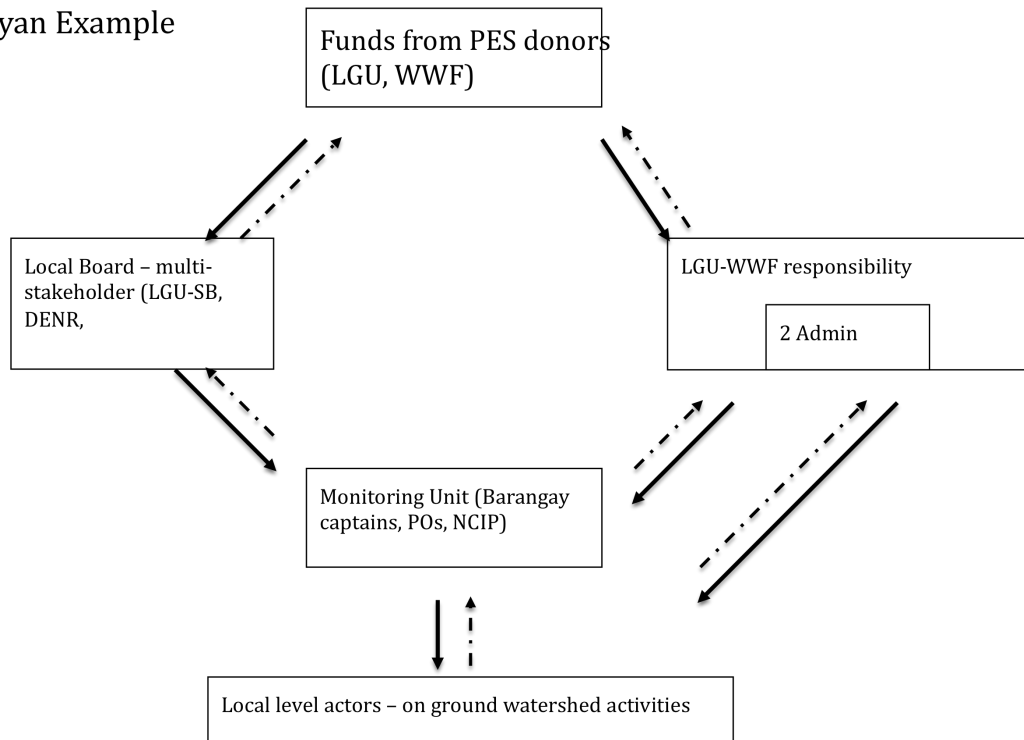 yan Example
Funds from PES donors
(LGU, WWF)
Local Board – multi-
stakeholder (LGU-SB,
DENR,
LGU-WWF responsibility
2 Admin
Monitoring Unit (Barangay
captains, POs, NCIP)
Local level actors – on ground watershed activities